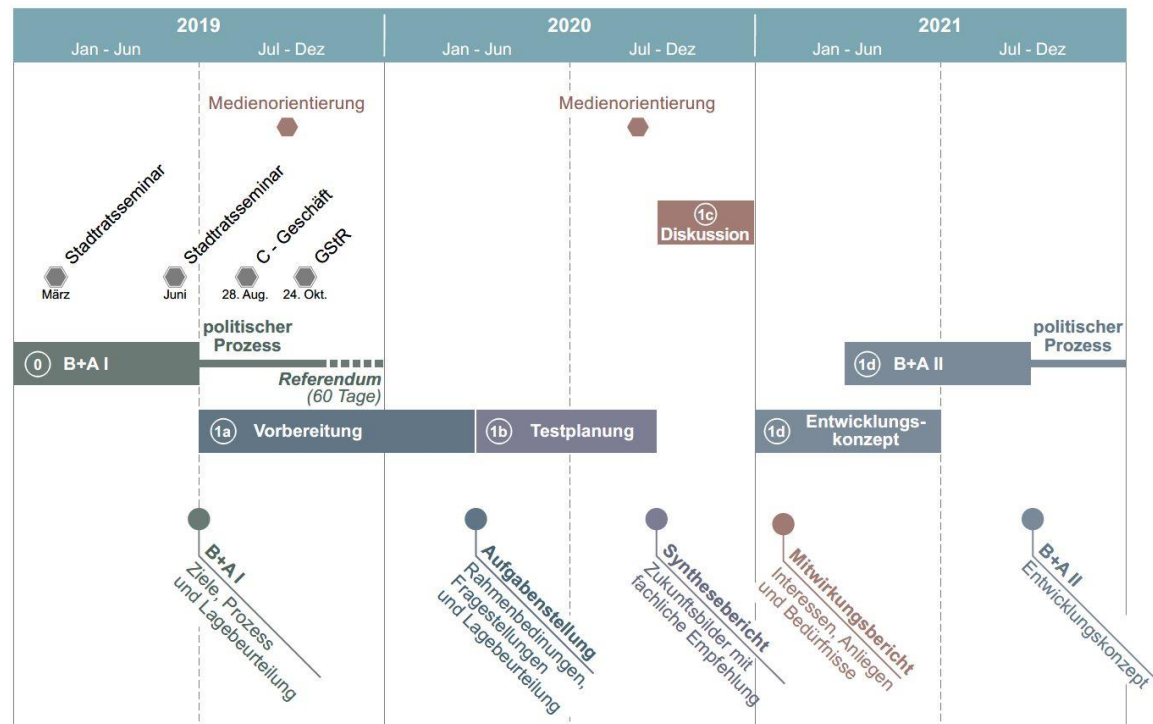 2019
2020
2021
Jan - Jun
Jul - Dez
Jan - Jun
Jul - Dez
Jan - Jun
Jul - Dez
Medienorientierung
Medienorientierung
Stadtratsseminar
Stadtratsseminar
C - Geschäft
GStR
März
Juni
28. Aug.
24. Okt.
1c
Diskussion
0 B+A I
politischer
Prozess
Referendum
(60 Tage)
1d B+A II
politischer
Prozess
1a Vorbereitung
1b Testplanung
1d Entwicklungs-
konzept
B+A I
Ziele, Prozess
und Lagebeurteilung
Aufgabenstellung
Rahmenbedinungen,
Fragestellungen
und Lagebeurteilung
Synthesebericht
Zukunftsbilder mit
fachliche Empfehlung
Mitwirkungsbericht
Interessen, Anliegen
und Bedürfnisse
B+A II
Entwicklungskonzept